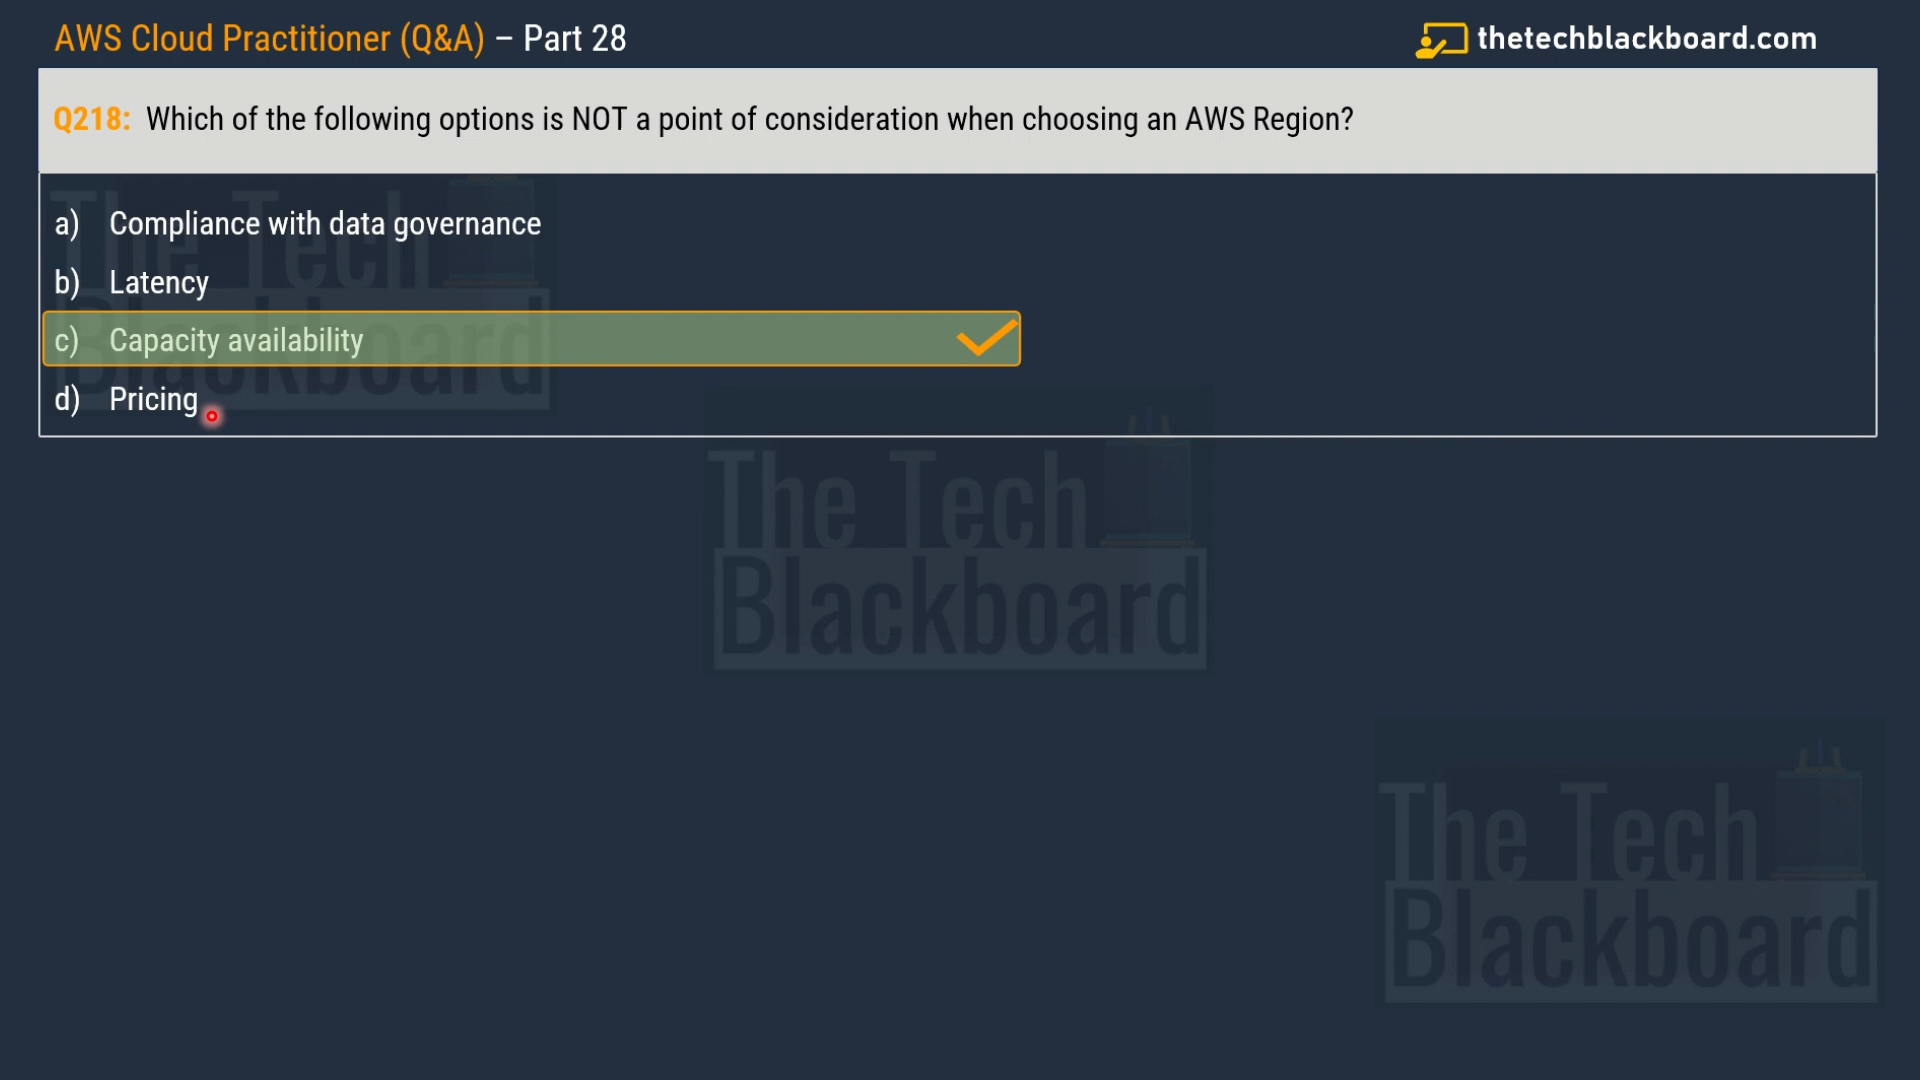 AWS Cloud Practitioner (Q&A) – Part 28
thetechblackboard.com
Q218: Which of the following options is NOT a point of consideration when choosing an AWS Region?
a) Compliance with data governance
b) Latency
c) Capacity availability
d) Pricing
The Tech
Blackboard
The Tech
Blackboard
The Tech
Blackboard